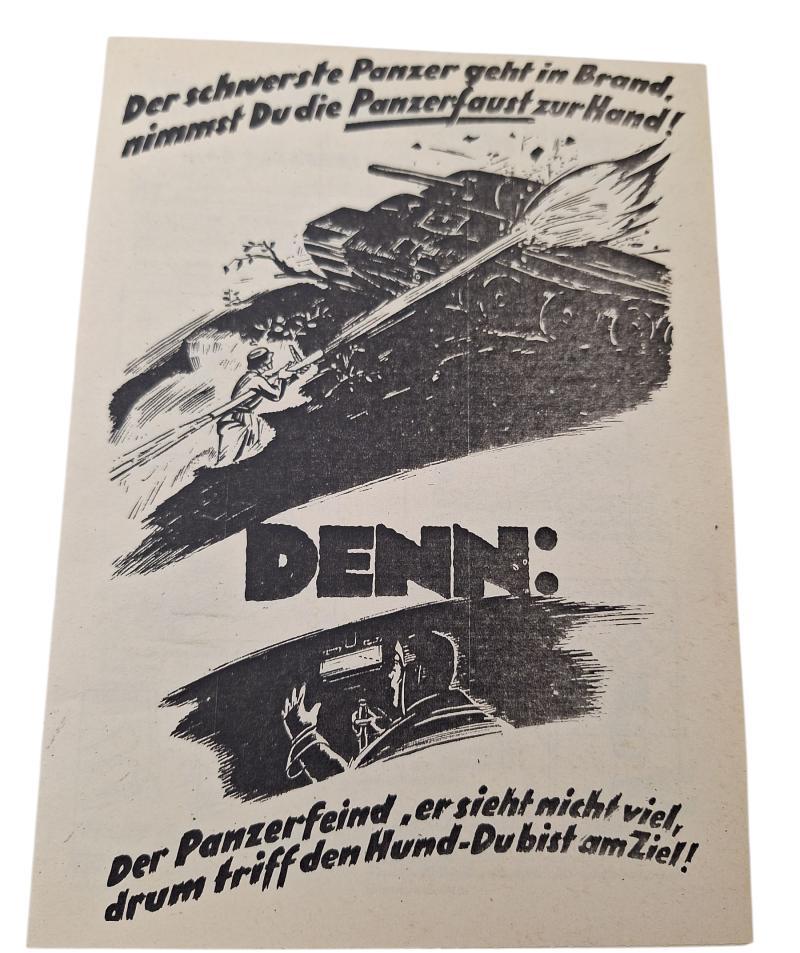 Der schwerste Panzer geht in Brand,
nimmst Du die Panzerfaust zur Hand!
DENN:
Der Panzerfeind, er sieht nicht viel,
drum triff den Hund-Du bist am Ziel!